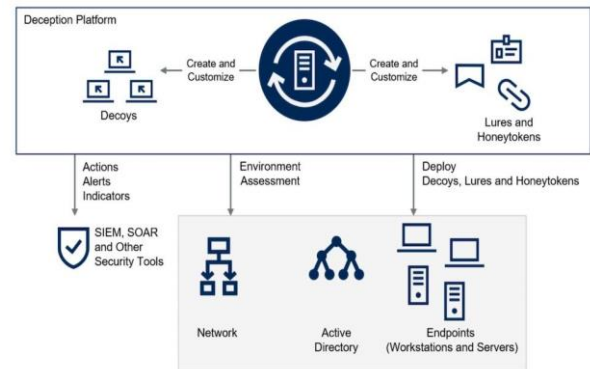 Deception Platform
Create and
Customize
Create and
Customize
Decoys
Lures and
Honeytokens
Actions
Alerts
Indicators
Environment
Assessment
Deploy
Decoys, Lures and Honeytokens
SIEM, SOAR
and Other
Security Tools
Network
Active
Directory
Endpoints
(Workstations and Servers)